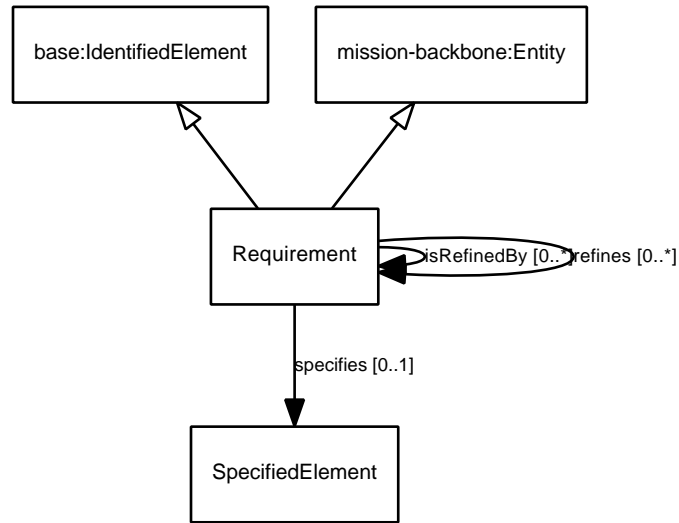 base:IdentifiedElement
mission-backbone:Entity
Requirement
isRefinedBy [0..*]
refines [0..*]
specifies [0..1]
SpecifiedElement